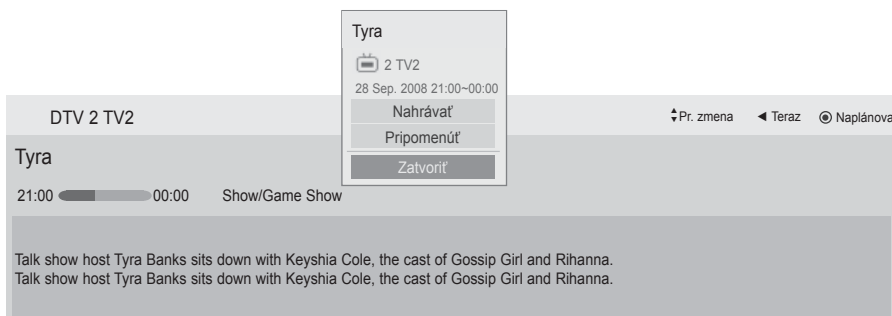 Tyra
2 TV2
28 Sep. 2008 21:00~00:00
Nahrávať
Pripomenúť
Zatvoriť
DTV 2 TV2
Pr. zmena ◀ Teraz ◉ Naplánova
Tyra
21:00 00:00 Show/Game Show
Talk show host Tyra Banks sits down with Keyshia Cole, the cast of Gossip Girl and Rihanna.
Talk show host Tyra Banks sits down with Keyshia Cole, the cast of Gossip Girl and Rihanna.